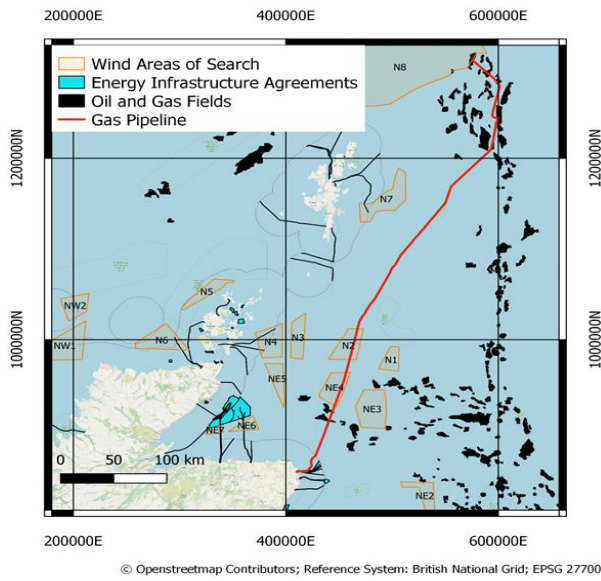 200000E 400000E 600000E
Wind Areas of Search
Energy Infrastructure Agreements
Oil and Gas Fields
Gas Pipeline
N8
1200000N
1200000N
N7
N5
NW2
1000000N
1000000N
NW1
N6
N4
N3
N2
N1
NE5
NE4
NE3
NE7
NE6
NE2
0 50 100 km
200000E 400000E 600000E
© Openstreetmap Contributors; Reference System: British National Grid; EPSG 27700